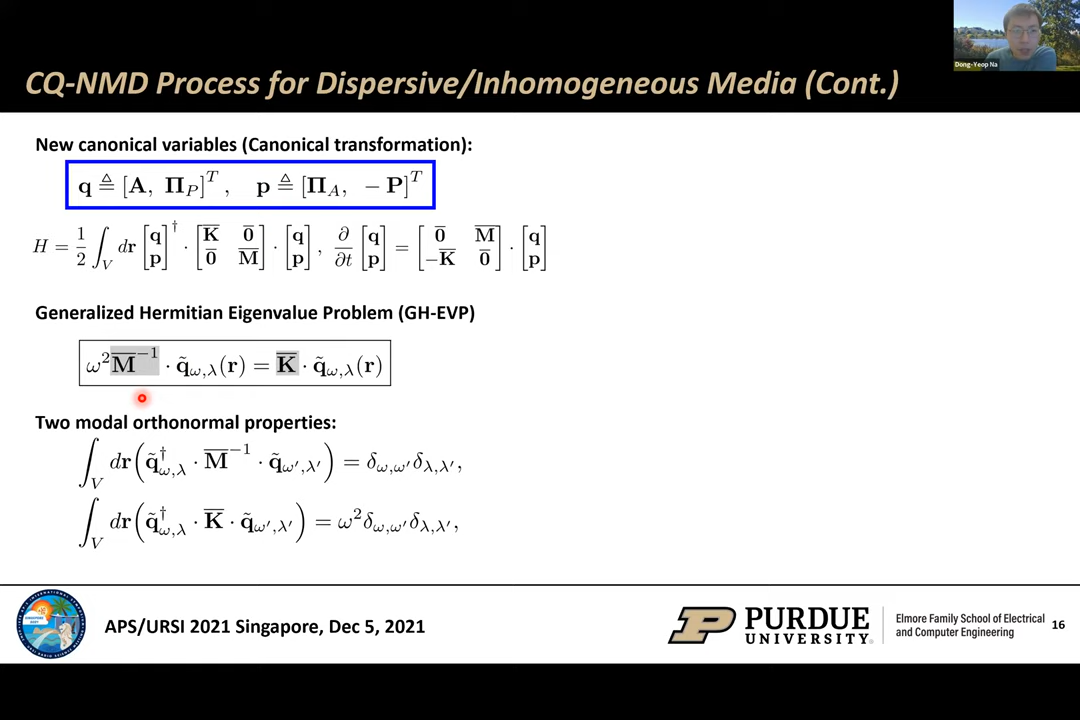 Dong-Yeop Na
CQ-NMD Process for Dispersive/Inhomogeneous Media (Cont.)
New canonical variables (Canonical transformation):
q ≜ [A, Π_P]^T, p ≜ [Π_A, −P]^T
H = 1/2 ∫_V dr [q p]^† · [K̅ 0̅; 0̅ M̅] · [q p], ∂/∂t [q p] = [0̅ M̅; −K̅ 0̅] · [q p]
Generalized Hermitian Eigenvalue Problem (GH-EVP)
ω² M̅^−1 · q̃_ω,λ(r) = K̅ · q̃_ω,λ(r)
Two modal orthonormal properties:
∫_V dr(q̃^†_ω,λ · M̅^−1 · q̃_ω′,λ′) = δ_ω,ω′ δ_λ,λ′,
∫_V dr(q̃^†_ω,λ · K̅ · q̃_ω′,λ′) = ω² δ_ω,ω′ δ_λ,λ′,
APS/URSI 2021 Singapore, Dec 5, 2021
PURDUE
UNIVERSITY®
Elmore Family School of Electrical
and Computer Engineering
16